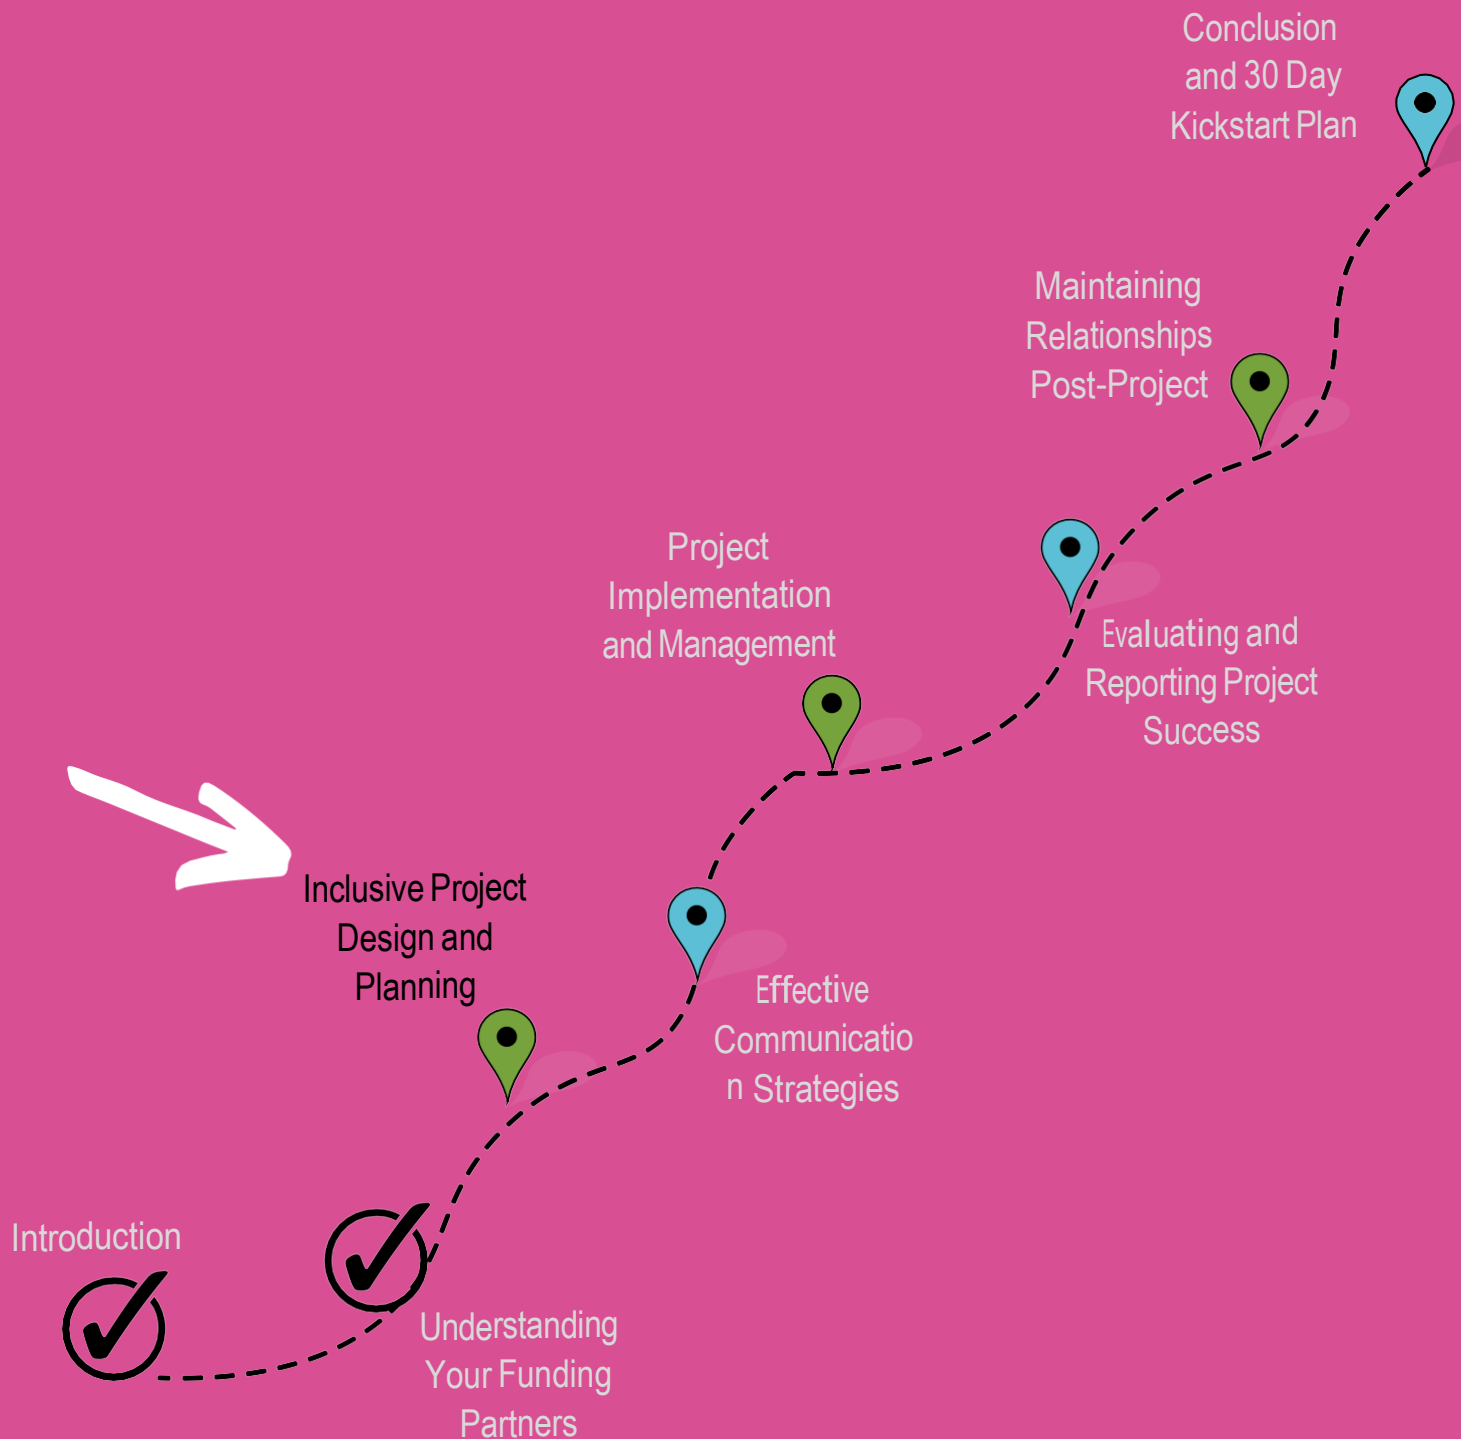 Conclusion
and 30 Day
Kickstart Plan
Maintaining
Relationships
Post-Project
Project
Implementation
and Management
Evaluating and
Reporting Project
Success
Inclusive Project
Design and
Planning
Effective
Communicatio
n Strategies
Introduction
Understanding
Your Funding
Partners